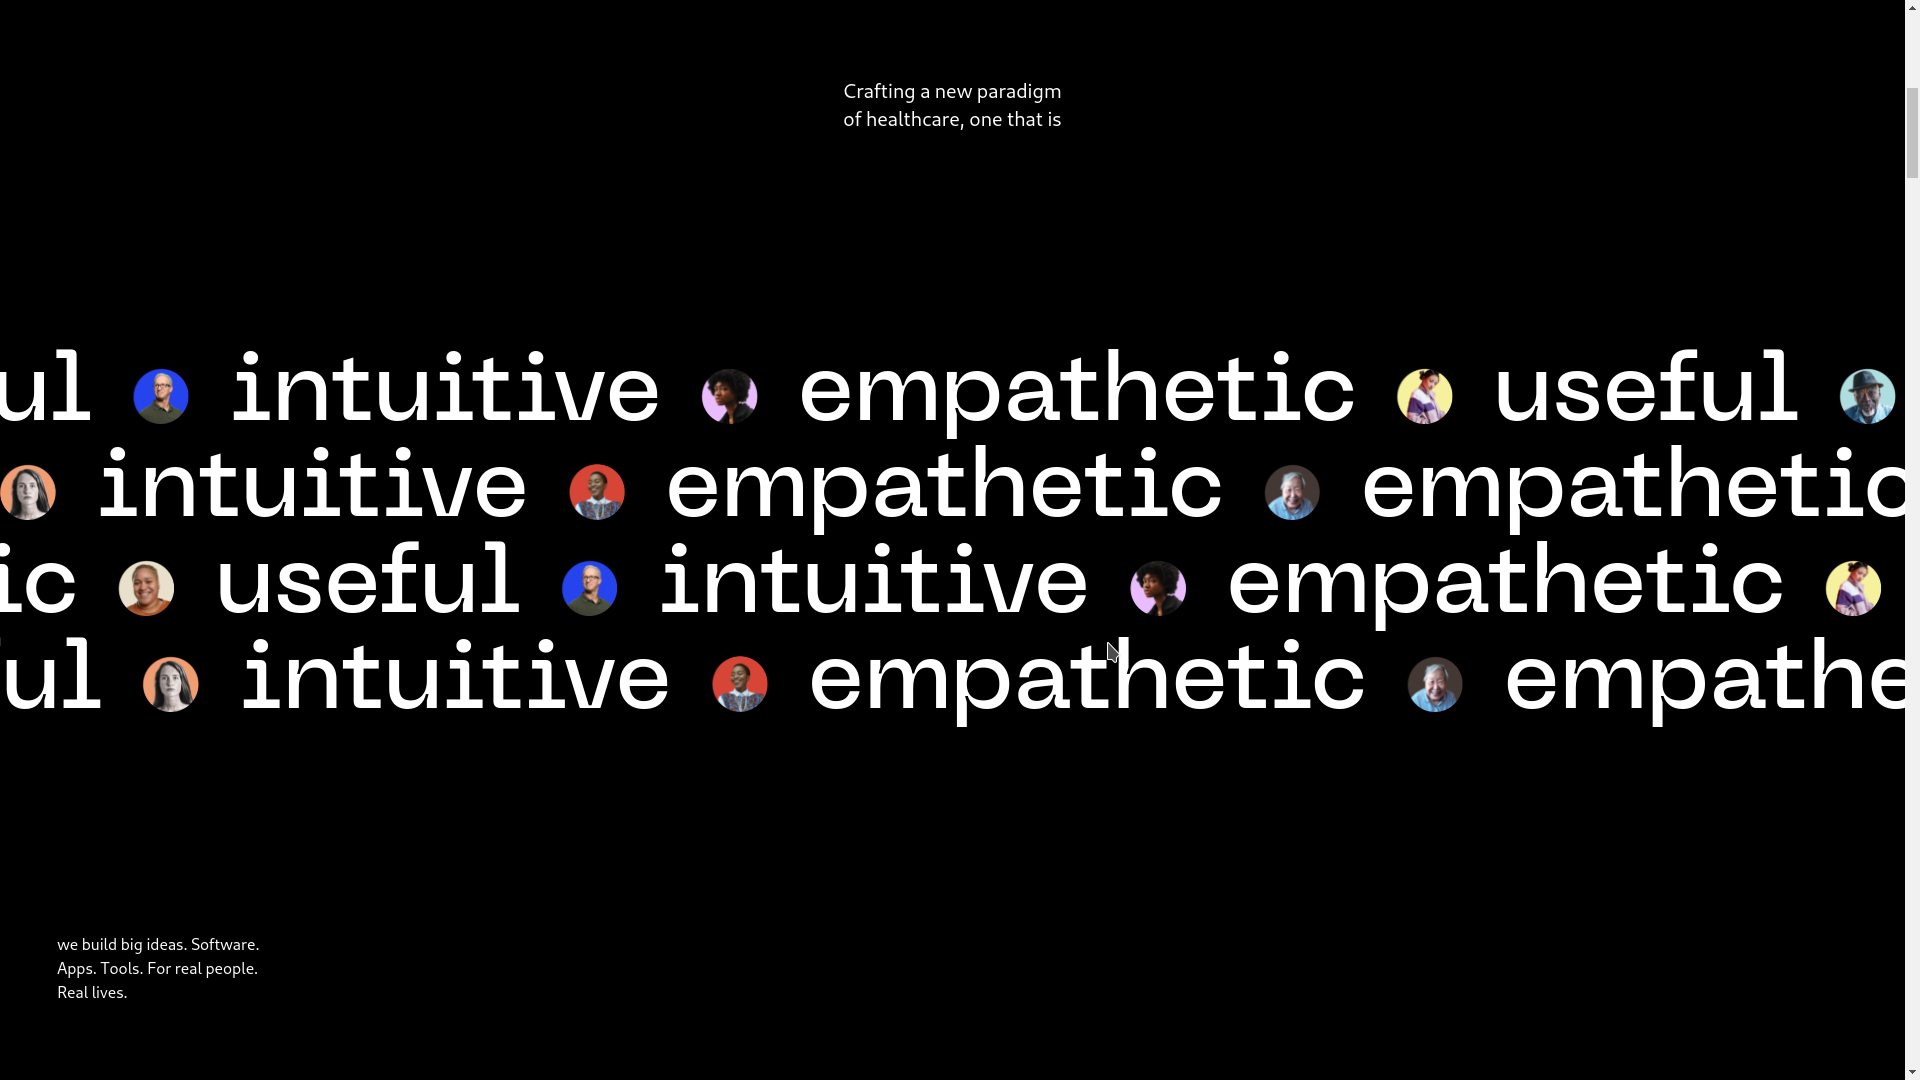 Crafting a new paradigm
of healthcare, one that is
ul intuitive empathetic useful
intuitive empathetic empathetic
ic useful intuitive empathetic
ul intuitive empathetic empathe
we build big ideas. Software.
Apps. Tools. For real people.
Real lives.